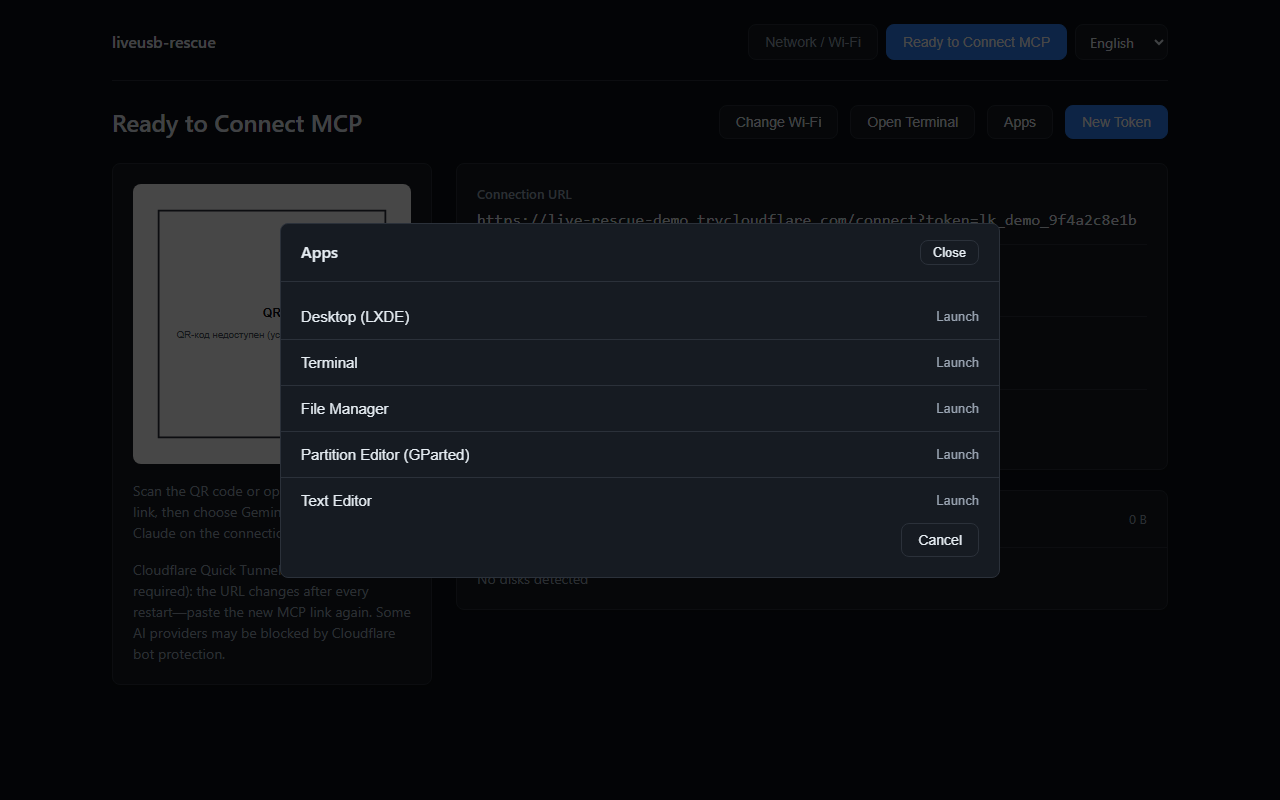 liveusb-rescue
Network / Wi-Fi
Ready to Connect MCP
English
Ready to Connect MCP
Change Wi-Fi
Open Terminal
Apps
New Token
Connection URL
https://live-rescue-demo.trycloudflare.com/connect?token=lk_demo_9f4a2c8e1b
QR
QR-код недоступен (ус
Apps
Close
Desktop (LXDE)
Launch
Terminal
Launch
File Manager
Launch
Partition Editor (GParted)
Launch
Text Editor
Launch
Cancel
Scan the QR code or op
link, then choose Gemin
Claude on the connectio
Cloudflare Quick Tunnel
required): the URL changes after every
restart—paste the new MCP link again. Some
AI providers may be blocked by Cloudflare
bot protection.
0 B
No disks detected